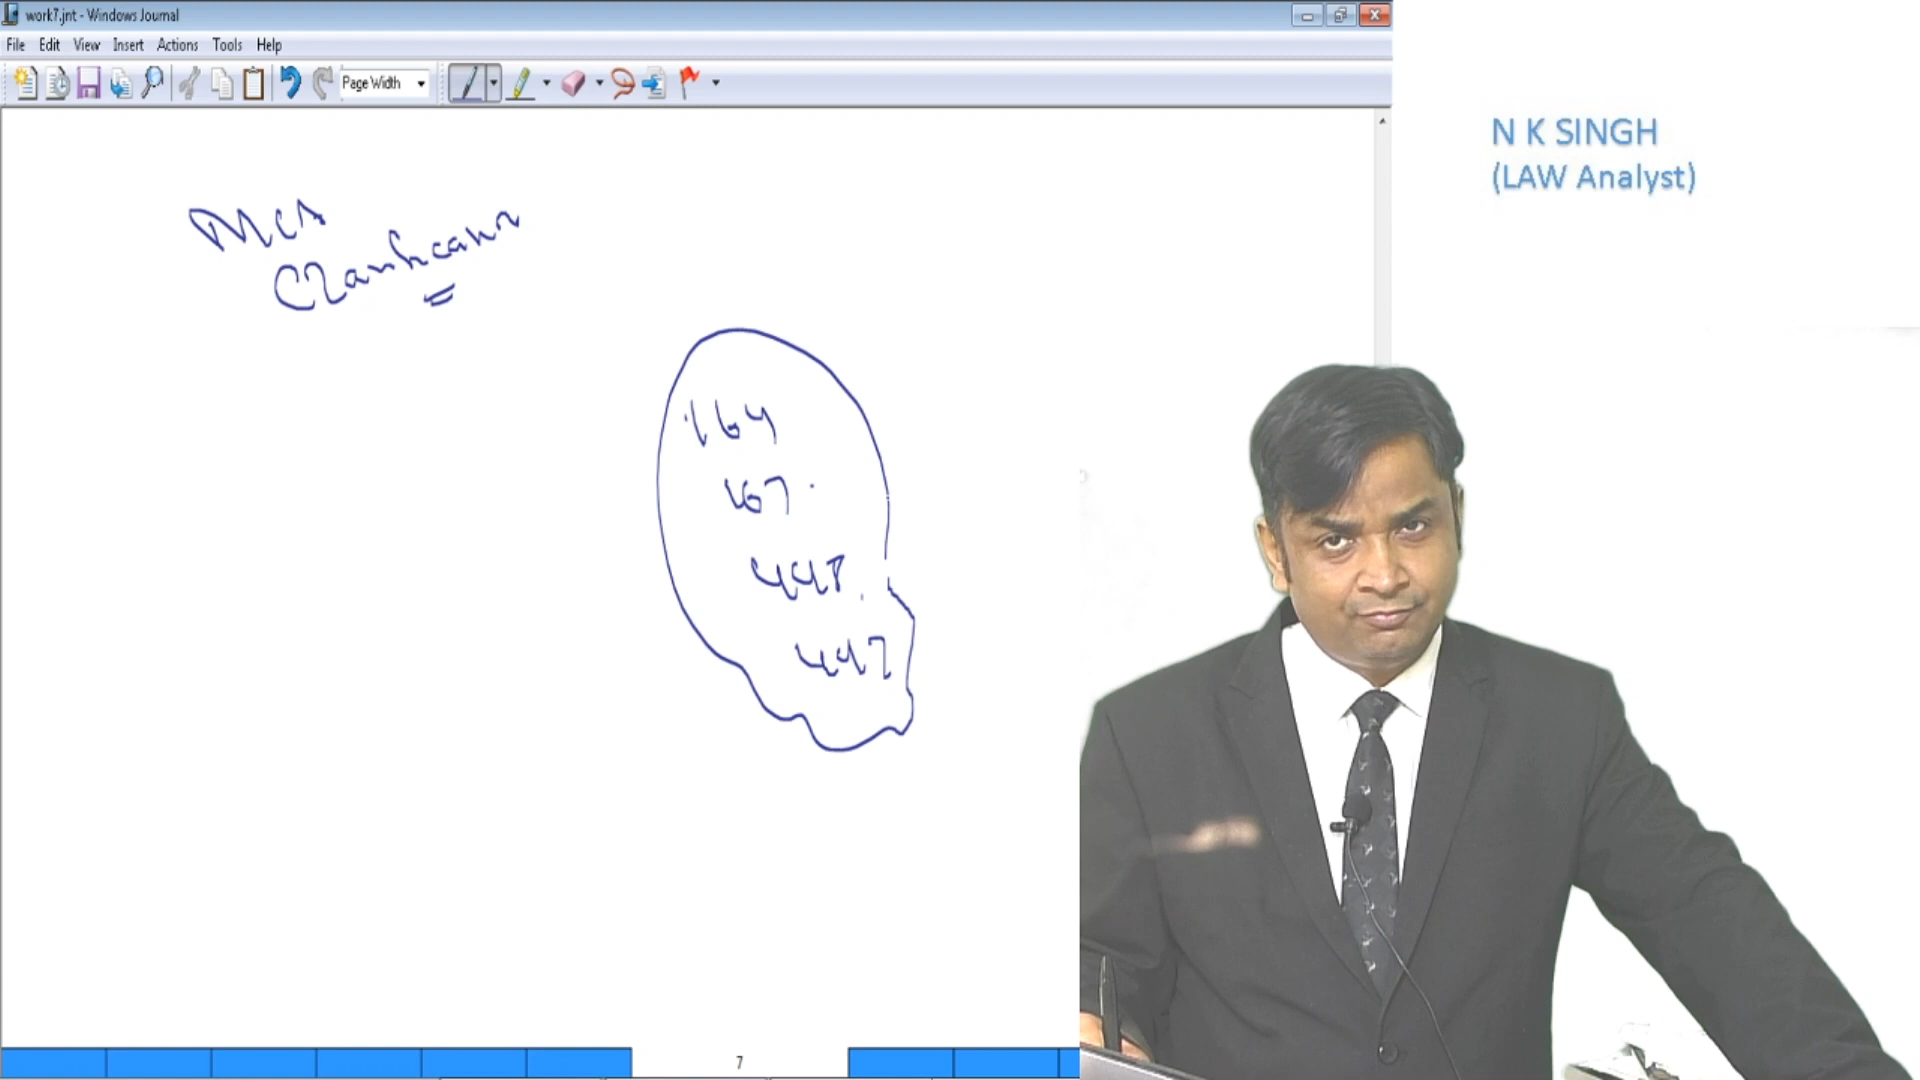 work7.jnt - Windows Journal
File Edit View Insert Actions Tools Help
Page Width
N K SINGH
(LAW Analyst)
MCA
Clarification
164
167
448
447
7